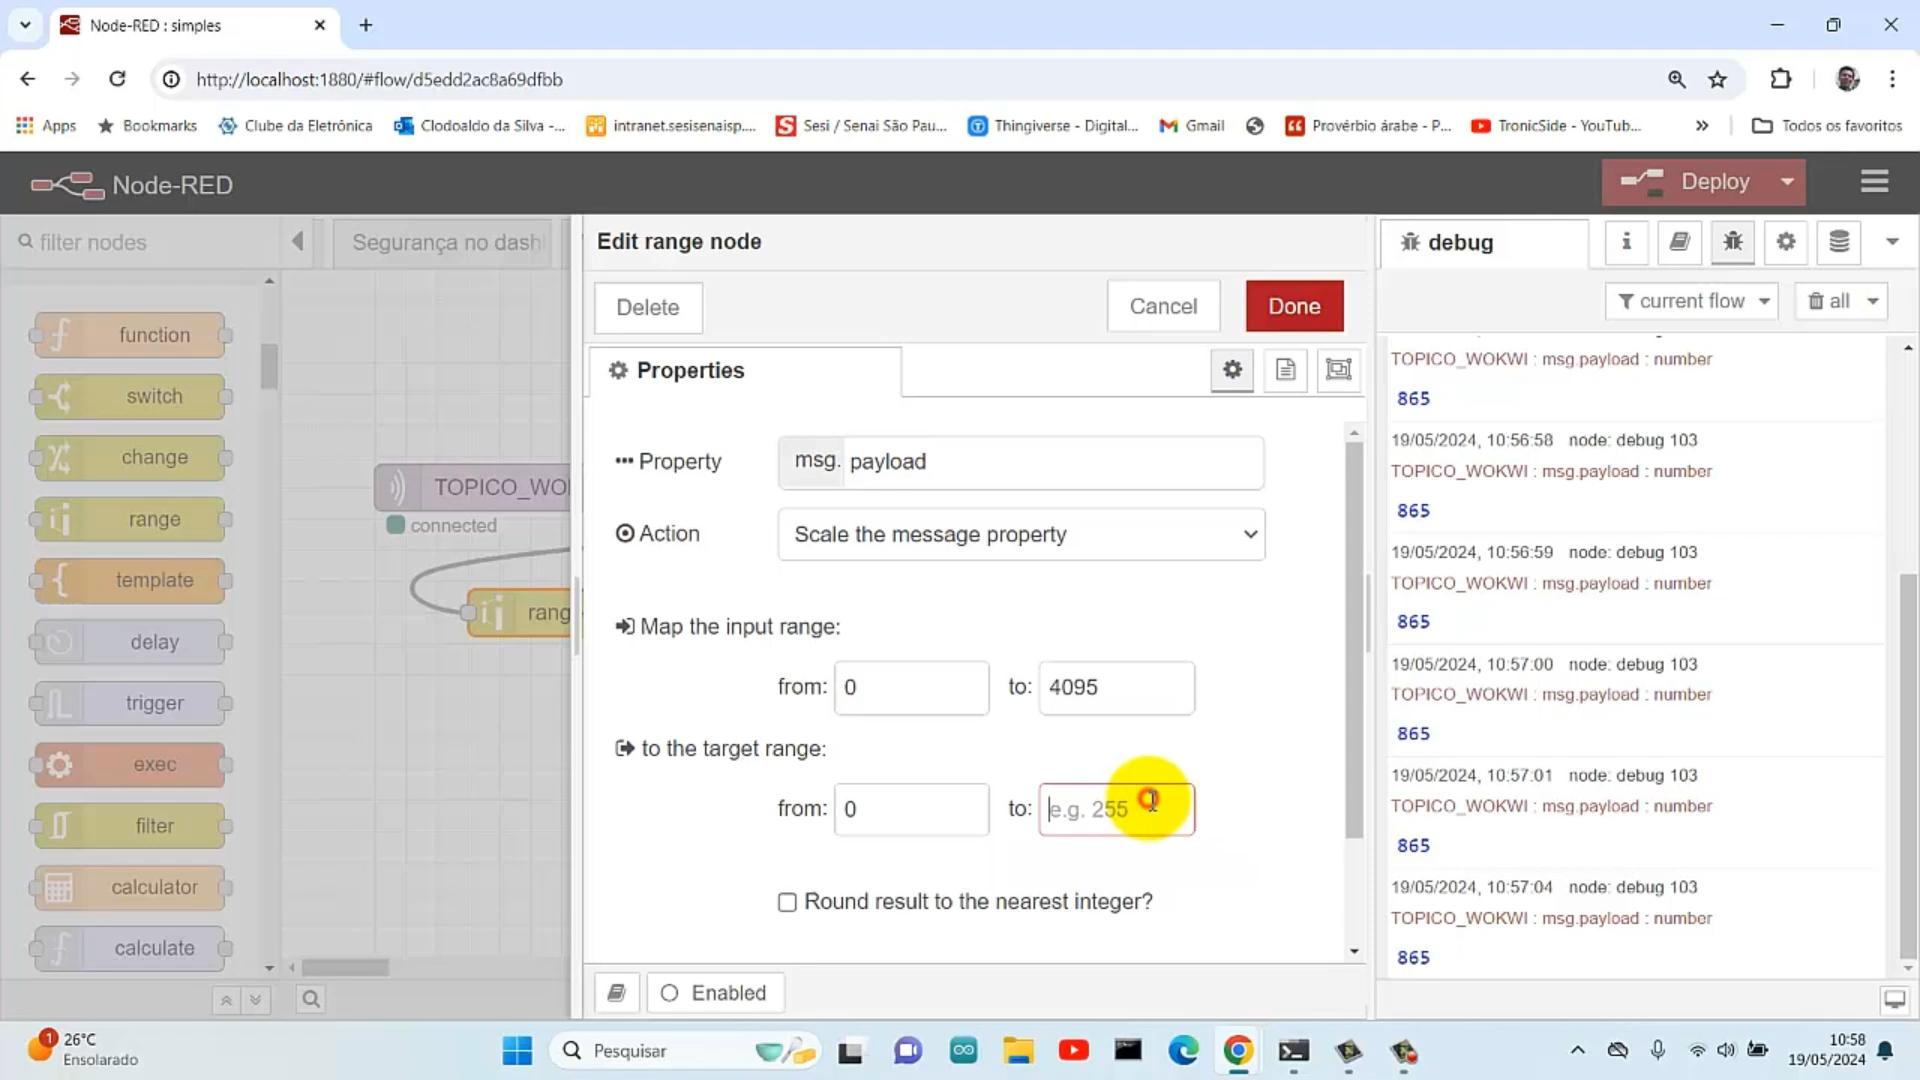 Node-RED : simples
http://localhost:1880/#flow/d5edd2ac8a69dfbb
Apps
Bookmarks
Clube da Eletrônica
Clodoaldo da Silva -...
intranet.sesisenaisp....
Sesi / Senai São Pau...
Thingiverse - Digital...
Gmail
Provérbio árabe - P...
TronicSide - YouTub...
»
Todos os favoritos
Node-RED
Deploy
filter nodes
function
switch
change
range
template
delay
trigger
exec
filter
calculator
calculate
Segurança no dash
TOPICO_WO
connected
rang
Edit range node
Delete
Cancel
Done
Properties
Property
msg. payload
Action
Scale the message property
Map the input range:
from: 0
to: 4095
to the target range:
from: 0
to: e.g. 255
Round result to the nearest integer?
Enabled
debug
current flow
all
TOPICO_WOKWI : msg.payload : number
865
19/05/2024, 10:56:58 node: debug 103
TOPICO_WOKWI : msg.payload : number
865
19/05/2024, 10:56:59 node: debug 103
TOPICO_WOKWI : msg.payload : number
865
19/05/2024, 10:57:00 node: debug 103
TOPICO_WOKWI : msg.payload : number
865
19/05/2024, 10:57:01 node: debug 103
TOPICO_WOKWI : msg.payload : number
865
19/05/2024, 10:57:04 node: debug 103
TOPICO_WOKWI : msg.payload : number
865
1
26°C
Ensolarado
Pesquisar
10:58
19/05/2024